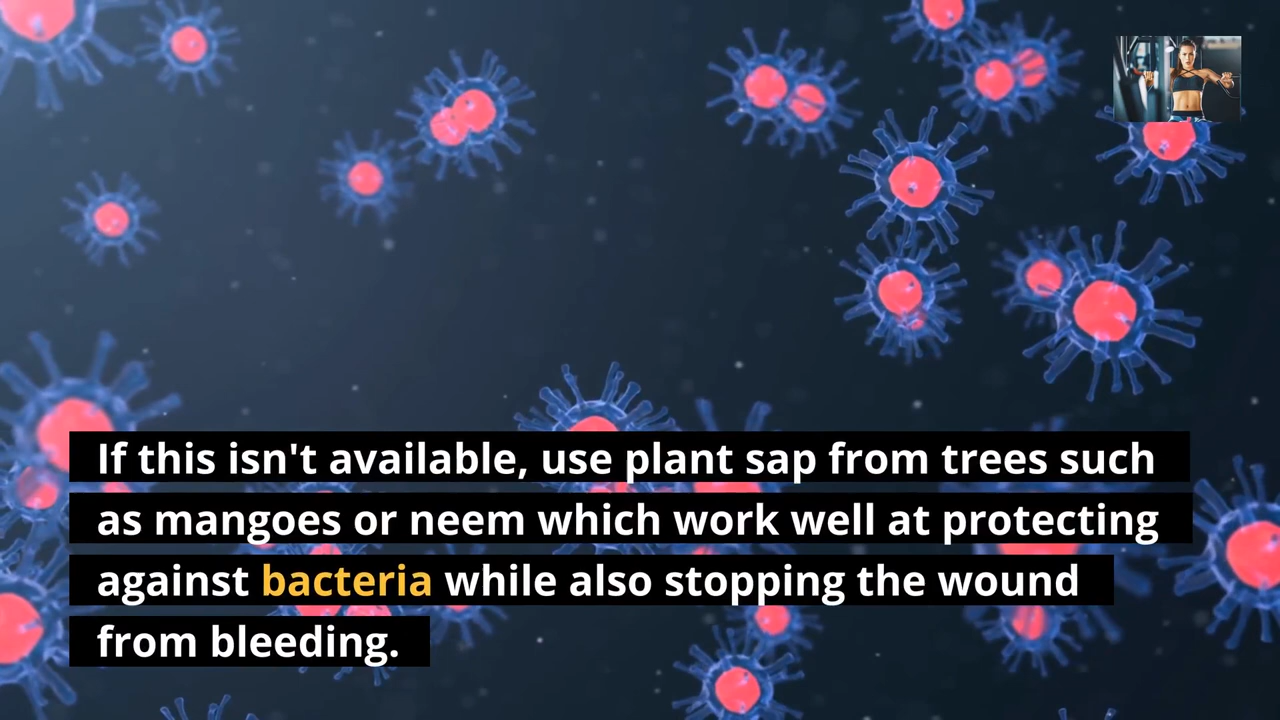 If this isn't available, use plant sap from trees such
as mangoes or neem which work well at protecting
against bacteria while also stopping the wound
from bleeding.